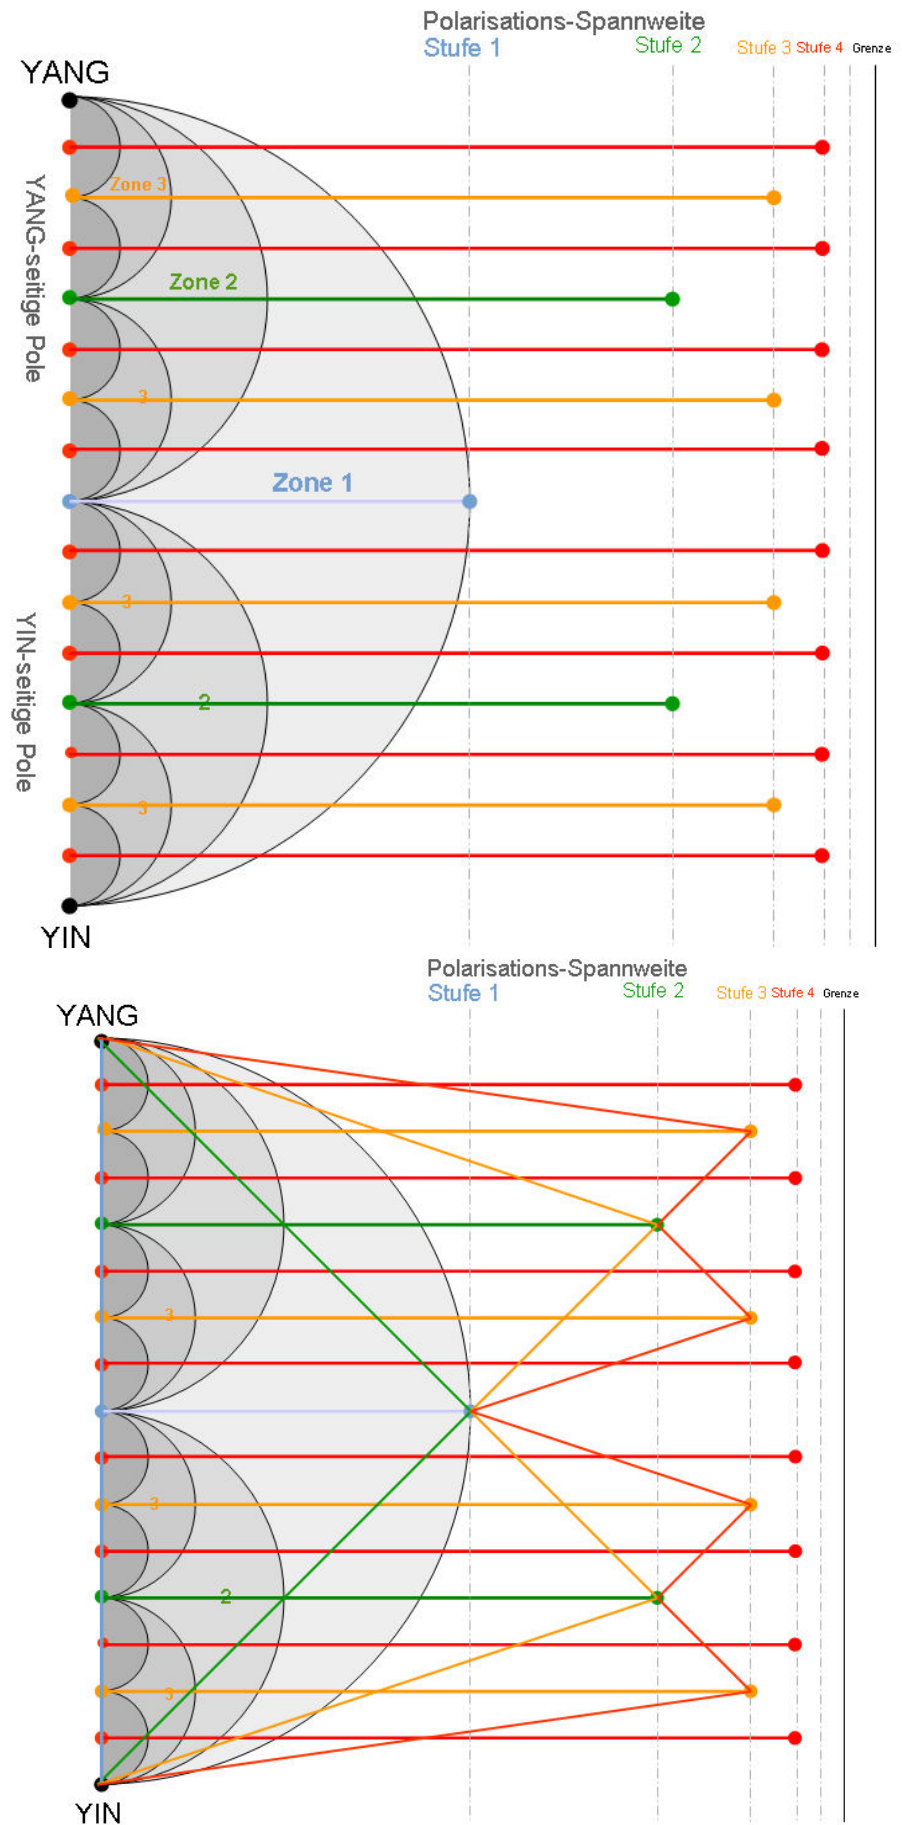 Polarisations-Spannweite
Stufe 1 Stufe 2 Stufe 3 Stufe 4 Grenze
YANG
YANG-seitige Pole
Zone 3
Zone 2
3
Zone 1
3
YIN-seitige Pole
2
3
YIN
Polarisations-Spannweite
Stufe 1 Stufe 2 Stufe 3 Stufe 4 Grenze
YANG
3
3
2
3
YIN